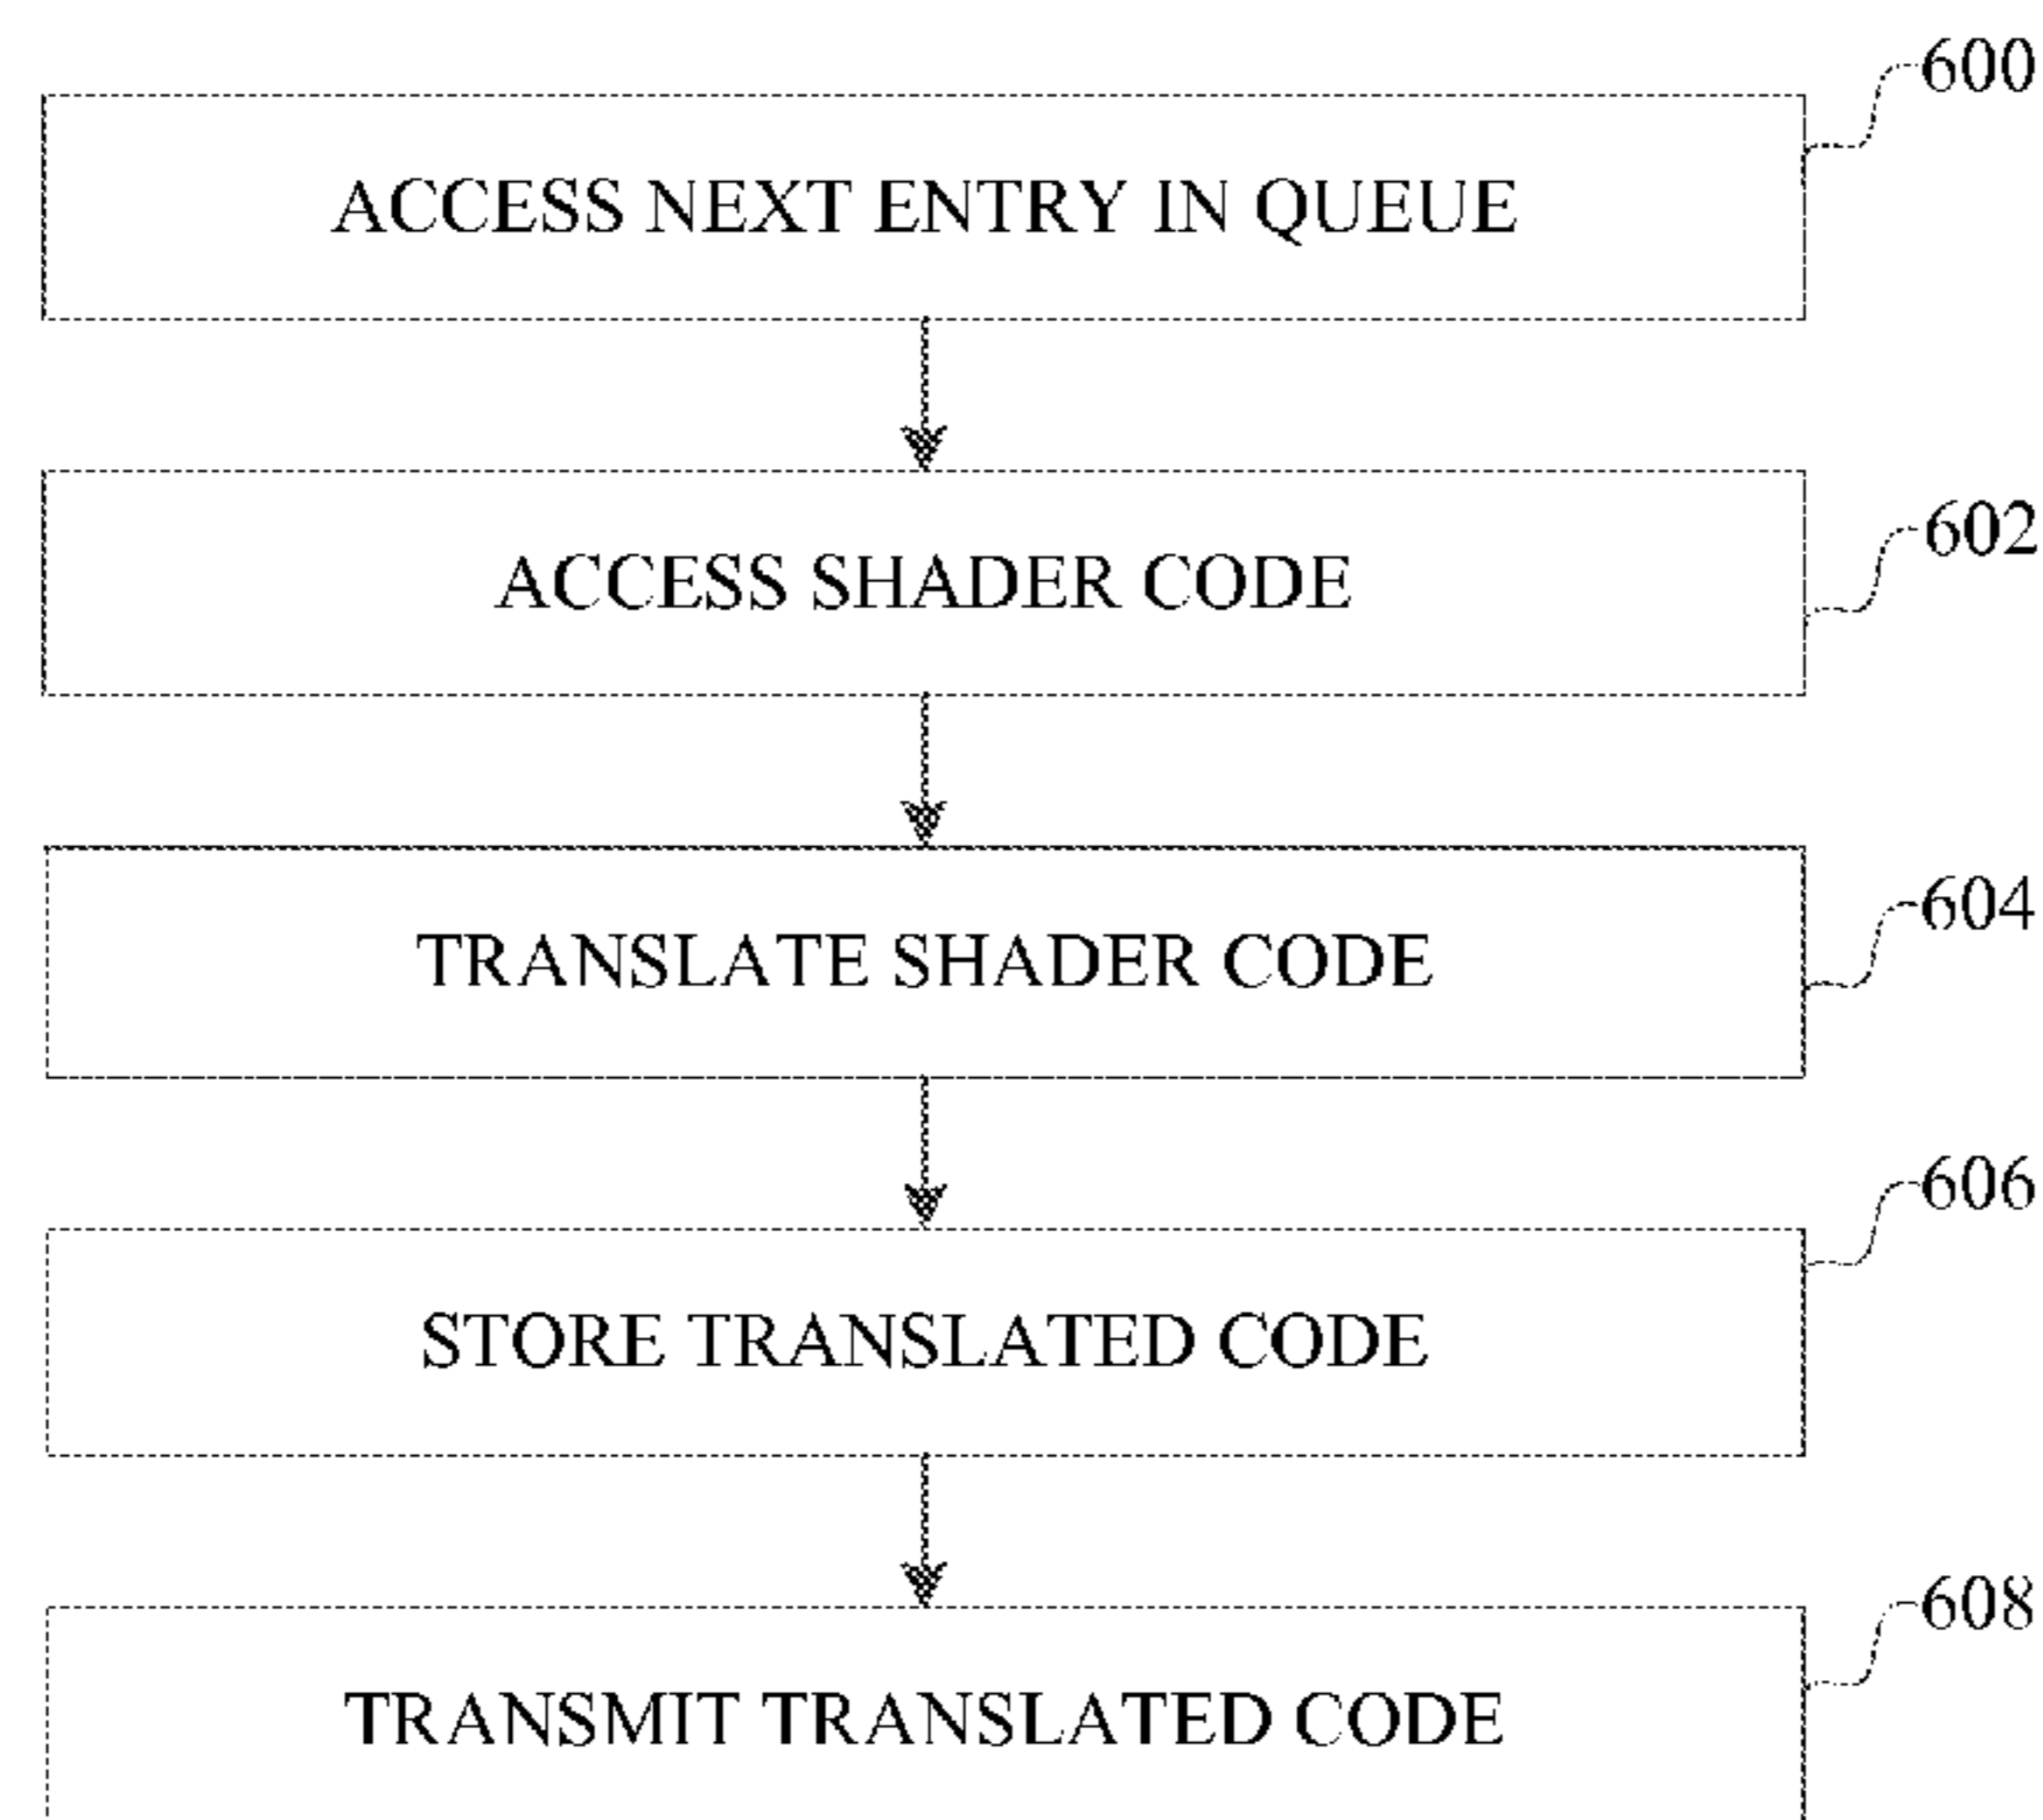 600
ACCESS NEXT ENTRY IN QUEUE
602
ACCESS SHADER CODE
604
TRANSLATE SHADER CODE
606
STORE TRANSLATED CODE
608
TRANSMIT TRANSLATED CODE